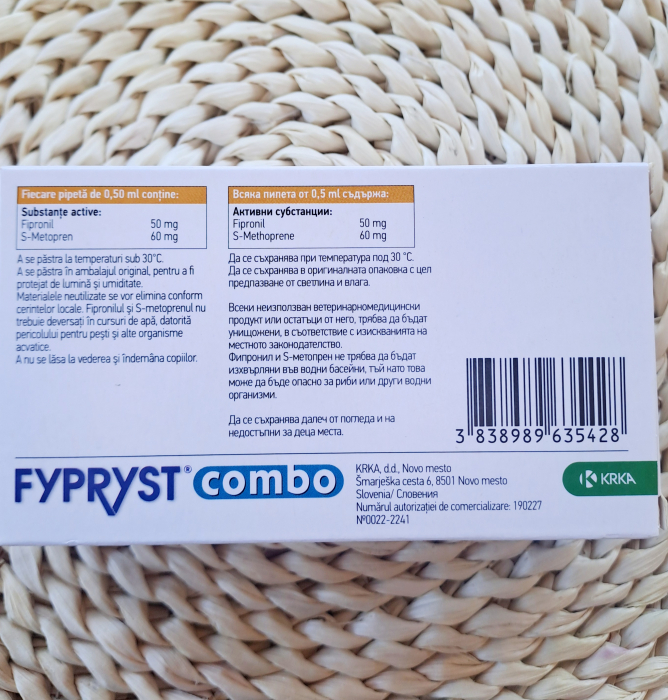 Fiecare pipetă de 0,50 ml conține:
Substanțe active:
Fipronil 50 mg
S-Metopren 60 mg
A se păstra la temperaturi sub 30°C.
A se păstra în ambalajul original, pentru a fi
protejat de lumină și umiditate.
Materialele neutilizate se vor elimina conform
cerințelor locale. Fipronilul și S-metoprenul nu
trebuie deversați în cursuri de apă, datorită
pericolului pentru pești și alte organisme
acvatice.
A nu se lăsa la vederea și îndemâna copiilor.
Всяка пипета от 0,5 ml съдържа:
Активни субстанции:
Fipronil 50 mg
S-Methoprene 60 mg
Да се съхранява при температура под 30 °C.
Да се съхранява в оригиналната опаковка с цел
предпазване от светлина и влага.
Всеки неизползван ветеринарномедицински
продукт или остатъци от него, трябва да бъдат
унищожени, в съответствие с изискванията на
местното законодателство.
Фипронил и S-метопрен не трябва да бъдат
изхвърляни във водни басейни, тъй като това
може да бъде опасно за риби или други водни
организми.
Да се съхранява далеч от погледа и на
недостъпни за деца места.
3 838989 635428
FYPRYST® combo
KRKA, d.d., Novo mesto
Šmarješka cesta 6, 8501 Novo mesto
Slovenia/ Словения
Numărul autorizației de comercializare: 190227
№0022-2241
KRKA